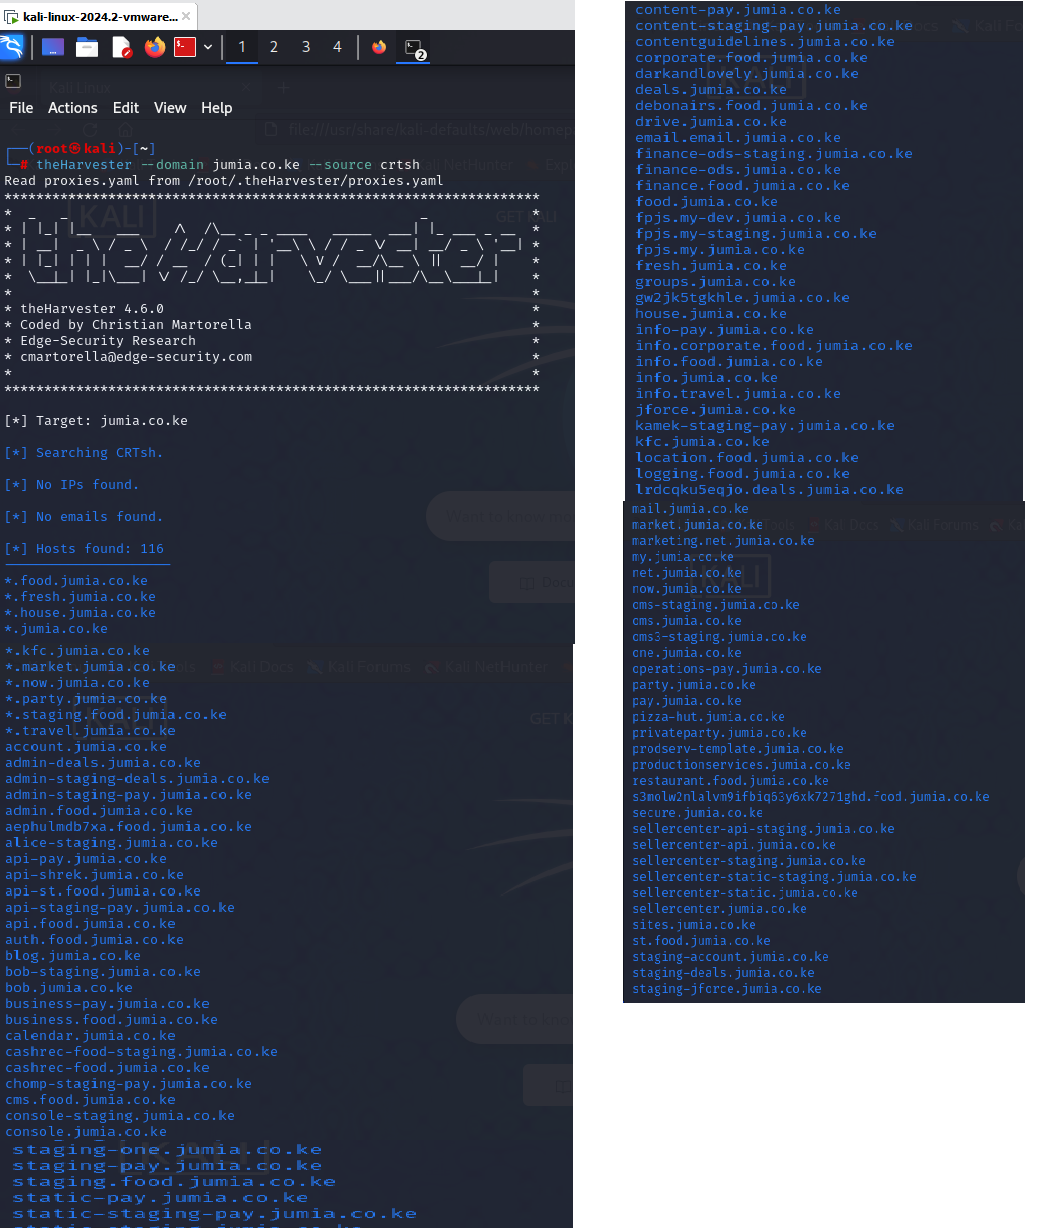 kali-linux-2024.2-vmware...
1 2 3 4
2
Kali Linux
File Actions Edit View Help
file:///usr/share/kali-defaults/web/homepa
(root㉿kali)-[~]
# theHarvester --domain jumia.co.ke --source crtsh
Read proxies.yaml from /root/.theHarvester/proxies.yaml
*******************************************************************
* theHarvester 4.6.0 *
* Coded by Christian Martorella *
* Edge-Security Research *
* cmartorella@edge-security.com *
* *
*******************************************************************
[*] Target: jumia.co.ke
[*] Searching CRTsh.
[*] No IPs found.
[*] No emails found.
[*] Hosts found: 116
*.food.jumia.co.ke
*.fresh.jumia.co.ke
*.house.jumia.co.ke
*.jumia.co.ke
*.kfc.jumia.co.ke
*.market.jumia.co.ke
*.now.jumia.co.ke
*.party.jumia.co.ke
*.staging.food.jumia.co.ke
*.travel.jumia.co.ke
account.jumia.co.ke
admin-deals.jumia.co.ke
admin-staging-deals.jumia.co.ke
admin-staging-pay.jumia.co.ke
admin.food.jumia.co.ke
aephulmdb7xa.food.jumia.co.ke
alice-staging.jumia.co.ke
api-pay.jumia.co.ke
api-shrek.jumia.co.ke
api-st.food.jumia.co.ke
api-staging-pay.jumia.co.ke
api.food.jumia.co.ke
auth.food.jumia.co.ke
blog.jumia.co.ke
bob-staging.jumia.co.ke
bob.jumia.co.ke
business-pay.jumia.co.ke
business.food.jumia.co.ke
calendar.jumia.co.ke
cashrec-food-staging.jumia.co.ke
cashrec-food.jumia.co.ke
chomp-staging-pay.jumia.co.ke
cms.food.jumia.co.ke
console-staging.jumia.co.ke
console.jumia.co.ke
staging-one.jumia.co.ke
staging-pay.jumia.co.ke
staging.food.jumia.co.ke
static-pay.jumia.co.ke
static-staging-pay.jumia.co.ke
content-pay.jumia.co.ke
content-staging-pay.jumia.co.ke
contentguidelines.jumia.co.ke
corporate.food.jumia.co.ke
darkandlovely.jumia.co.ke
deals.jumia.co.ke
debonairs.food.jumia.co.ke
drive.jumia.co.ke
email.email.jumia.co.ke
finance-ods-staging.jumia.co.ke
finance-ods.jumia.co.ke
finance.food.jumia.co.ke
food.jumia.co.ke
fpjs.my-dev.jumia.co.ke
fpjs.my-staging.jumia.co.ke
fpjs.my.jumia.co.ke
fresh.jumia.co.ke
groups.jumia.co.ke
gw2jk5tgkhle.jumia.co.ke
house.jumia.co.ke
info-pay.jumia.co.ke
info.corporate.food.jumia.co.ke
info.food.jumia.co.ke
info.jumia.co.ke
info.travel.jumia.co.ke
jforce.jumia.co.ke
kamek-staging-pay.jumia.co.ke
kfc.jumia.co.ke
location.food.jumia.co.ke
logging.food.jumia.co.ke
lrdcqku5eqjo.deals.jumia.co.ke
mail.jumia.co.ke
market.jumia.co.ke
marketing.net.jumia.co.ke
my.jumia.co.ke
net.jumia.co.ke
now.jumia.co.ke
oms-staging.jumia.co.ke
oms.jumia.co.ke
oms3-staging.jumia.co.ke
one.jumia.co.ke
operations-pay.jumia.co.ke
party.jumia.co.ke
pay.jumia.co.ke
pizza-hut.jumia.co.ke
privateparty.jumia.co.ke
prodserv-template.jumia.co.ke
productionservices.jumia.co.ke
restaurant.food.jumia.co.ke
s3molw2nlalvm9ifbiq63y6xk7271ghd.food.jumia.co.ke
secure.jumia.co.ke
sellercenter-api-staging.jumia.co.ke
sellercenter-api.jumia.co.ke
sellercenter-staging.jumia.co.ke
sellercenter-static-staging.jumia.co.ke
sellercenter-static.jumia.co.ke
sellercenter.jumia.co.ke
sites.jumia.co.ke
st.food.jumia.co.ke
staging-account.jumia.co.ke
staging-deals.jumia.co.ke
staging-jforce.jumia.co.ke